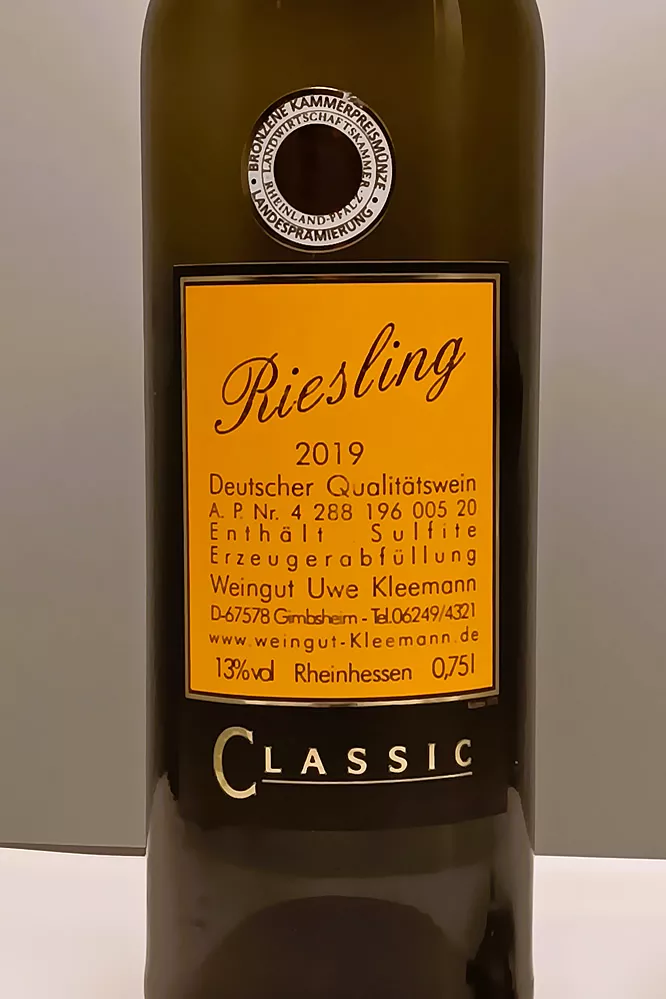 BRONZENE KAMMERPREISMÜNZE
LANDWIRTSCHAFTSKAMMER
RHEINLAND-PFALZ
LANDESPRÄMIERUNG
Riesling
2019
Deutscher Qualitätswein
A. P. Nr. 4 288 196 005 20
Enthält Sulfite
Erzeugerabfüllung
Weingut Uwe Kleemann
D-67578 Gimbsheim - Tel.06249/4321
www.weingut-Kleemann.de
13%vol Rheinhessen 0,75l
CLASSIC